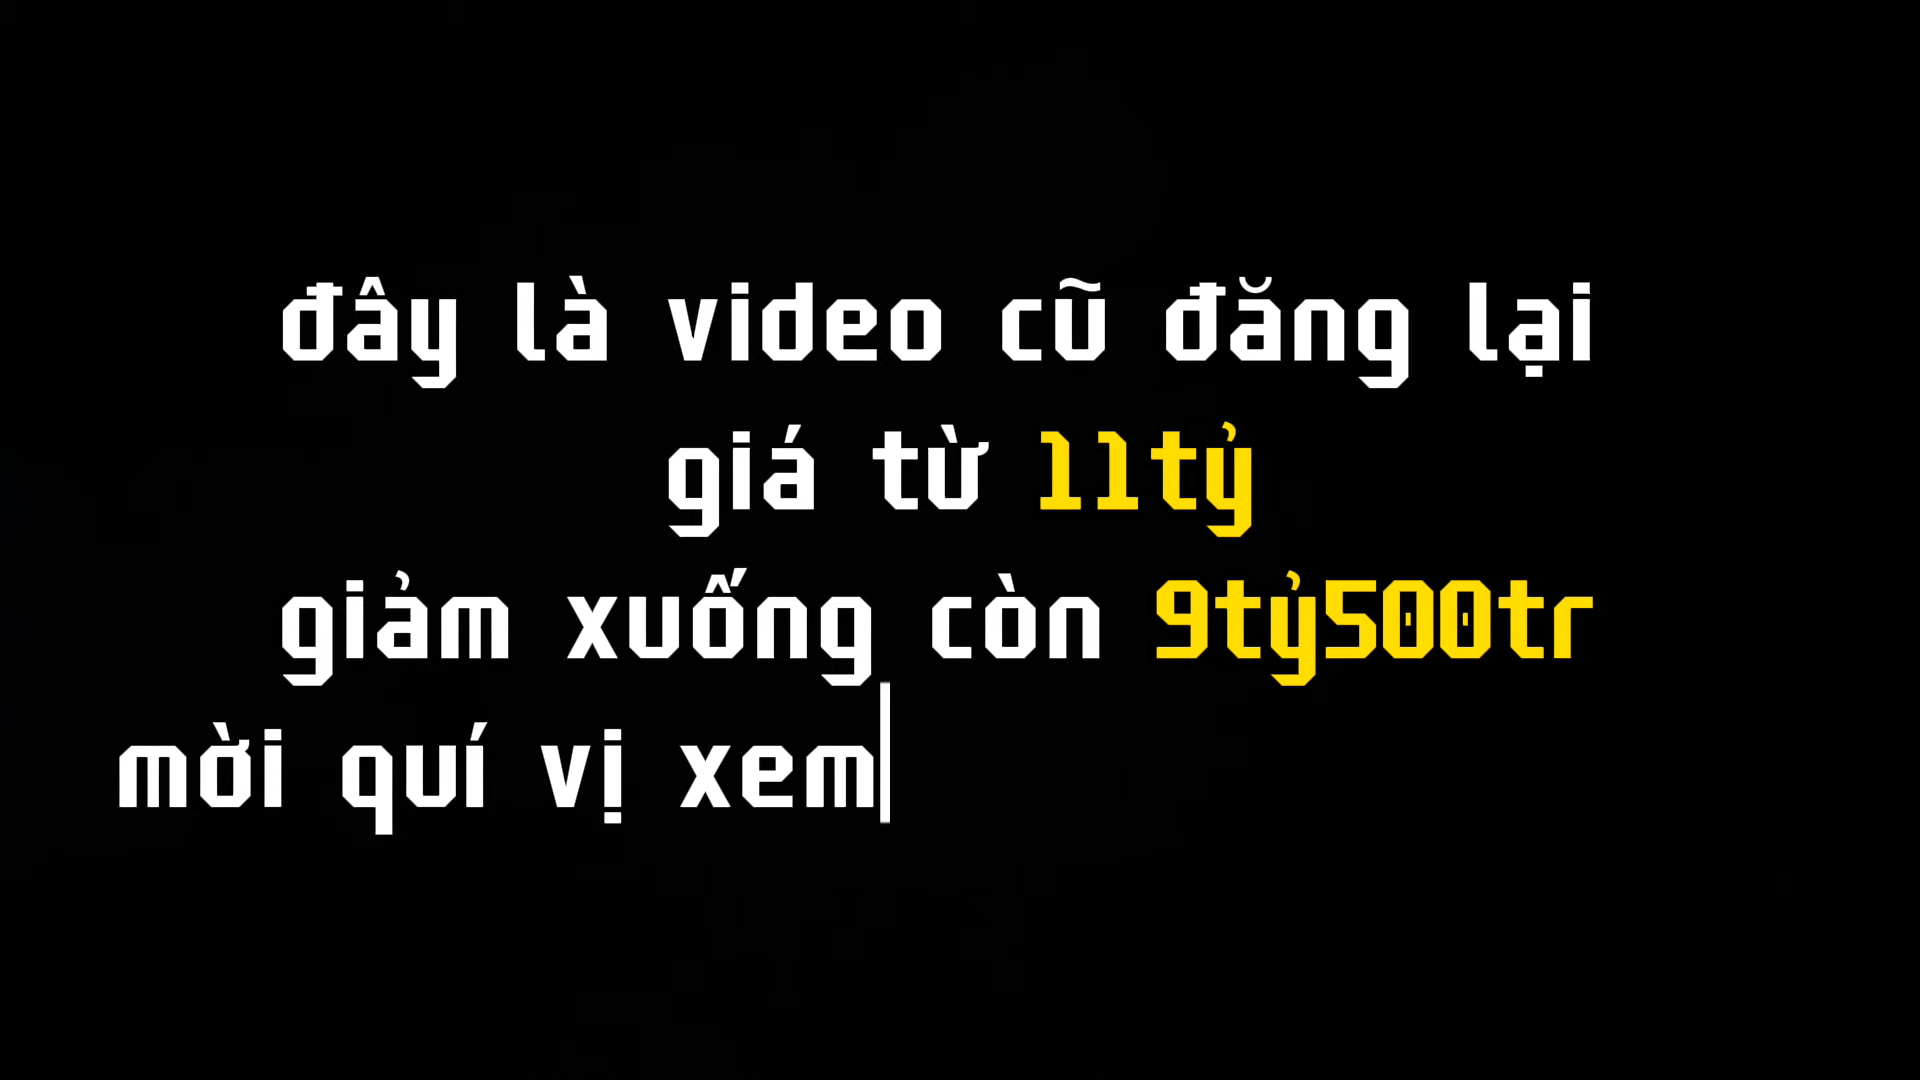 đây là video cũ đăng lại
giá từ 11tỷ
giảm xuống còn 9tỷ500tr
mời quí vị xem